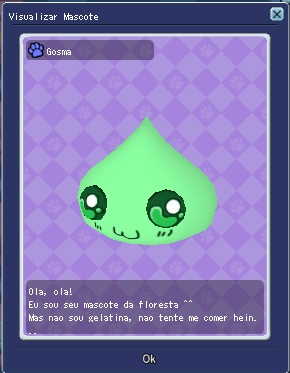 Visualizar Mascote
Gosma
Ola, ola!
Eu sou seu mascote da floresta ^^
Mas nao sou gelatina, nao tente me comer hein.
..
Ok